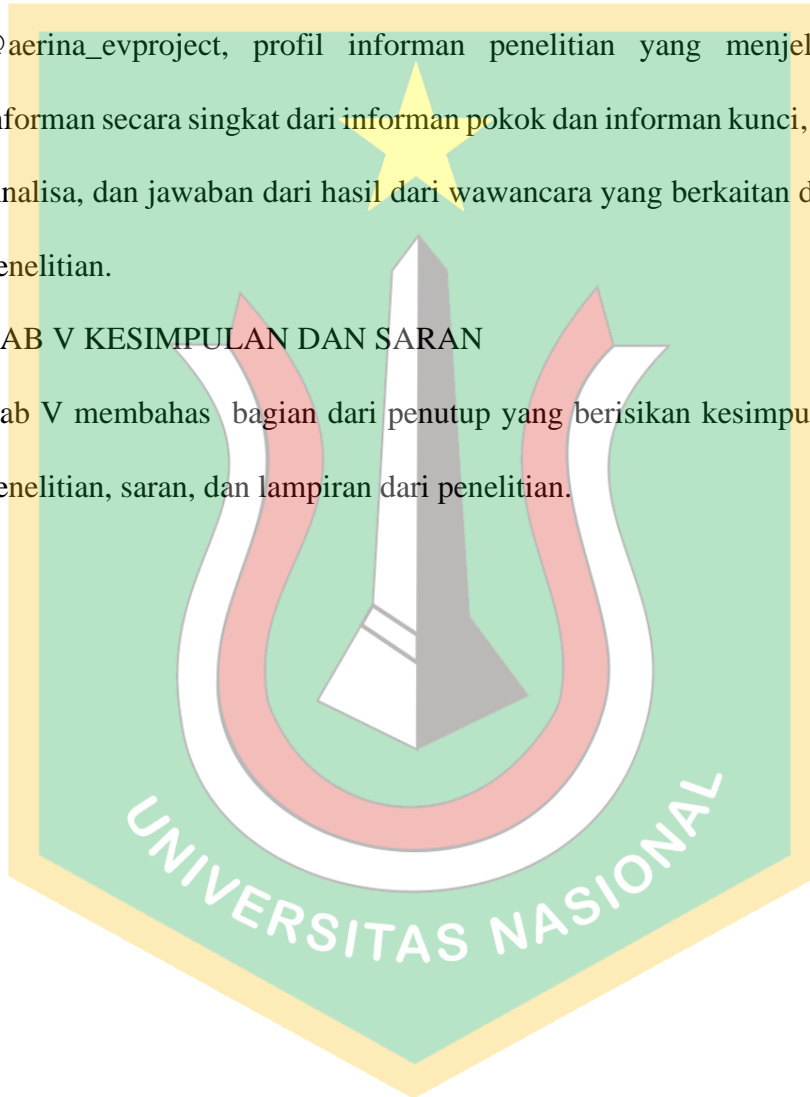 aerina_evproject, profil informan penelitian yang menjel
nforman secara singkat dari informan pokok dan informan kunci,
nalisa, dan jawaban dari hasil dari wawancara yang berkaitan d
enelitian.
AB V KESIMPULAN DAN SARAN
ab V membahas bagian dari penutup yang berisikan kesimpu
enelitian, saran, dan lampiran dari penelitian.
UNIVERSITAS NASIONAL